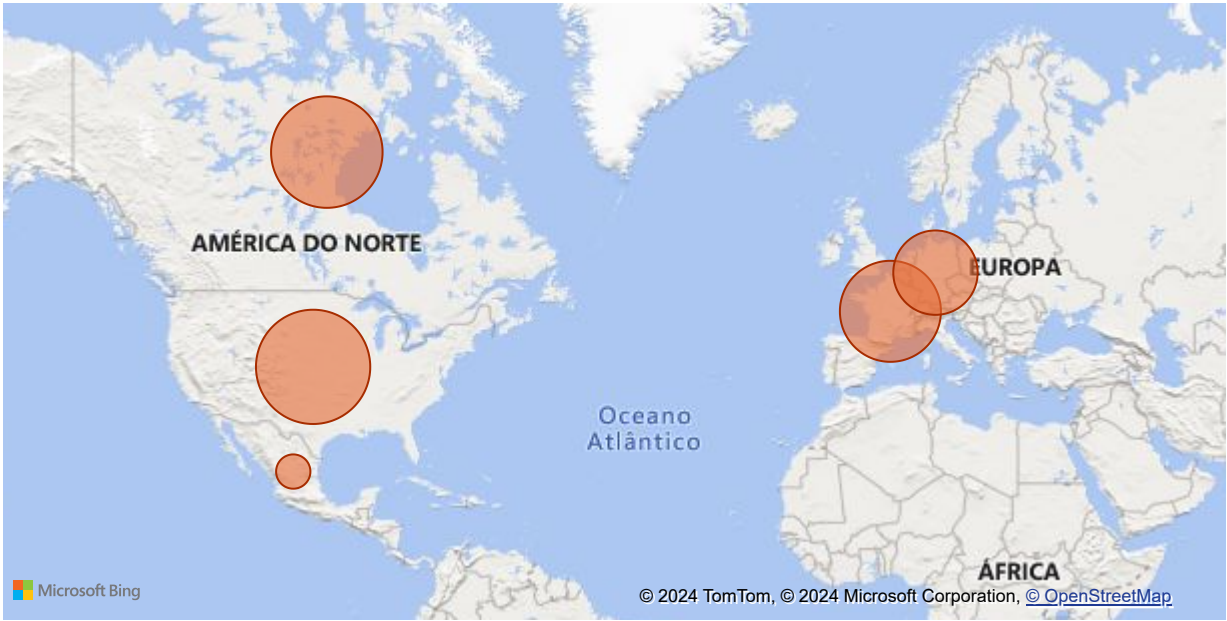 AMÉRICA DO NORTE
EUROPA
Oceano
Atlântico
ÁFRICA
Microsoft Bing
© 2024 TomTom, © 2024 Microsoft Corporation, © OpenStreetMap